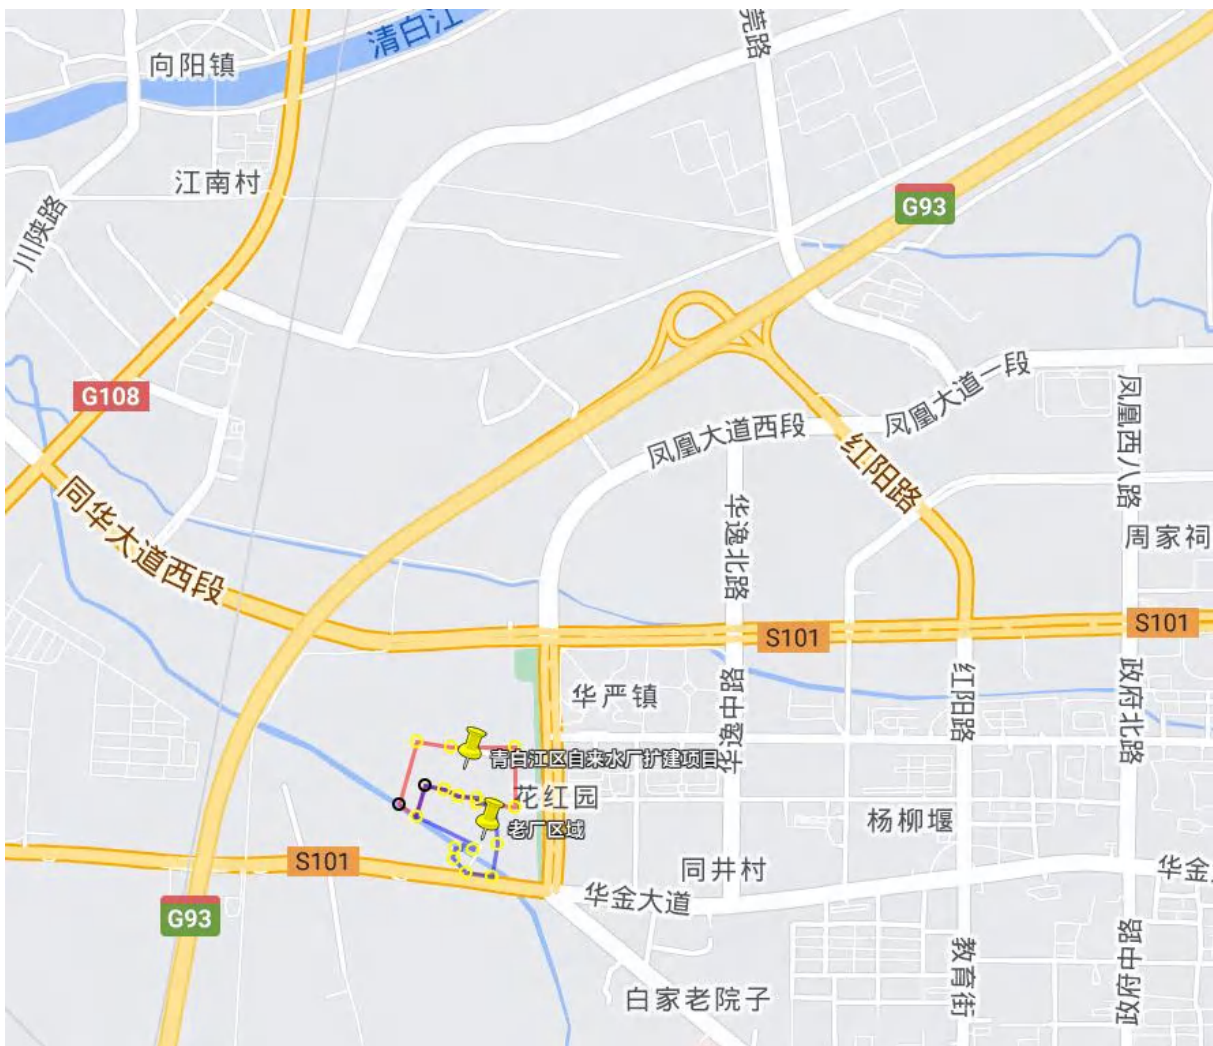 清白江
莞路
向阳镇
江南村
川陕路
G93
G108
凤凰大道一段
凤凰大道西段
凤凰西八路
红阳路
同华大道西段
华逸北路
周家祠
S101
S101
华严镇
华逸中路
红阳路
政府北路
青白江区自来水厂扩建项目
花红园
老厂区域
杨柳堰
S101
同井村
华金大道
华金
G93
教育街
政府中路
白家老院子